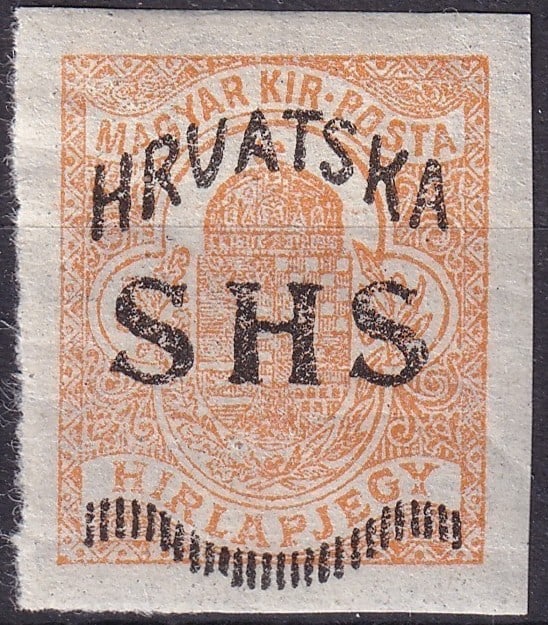 MAGYAR KIR · POSTA
HRVATSKA
SHS
HIRLAPJEGY